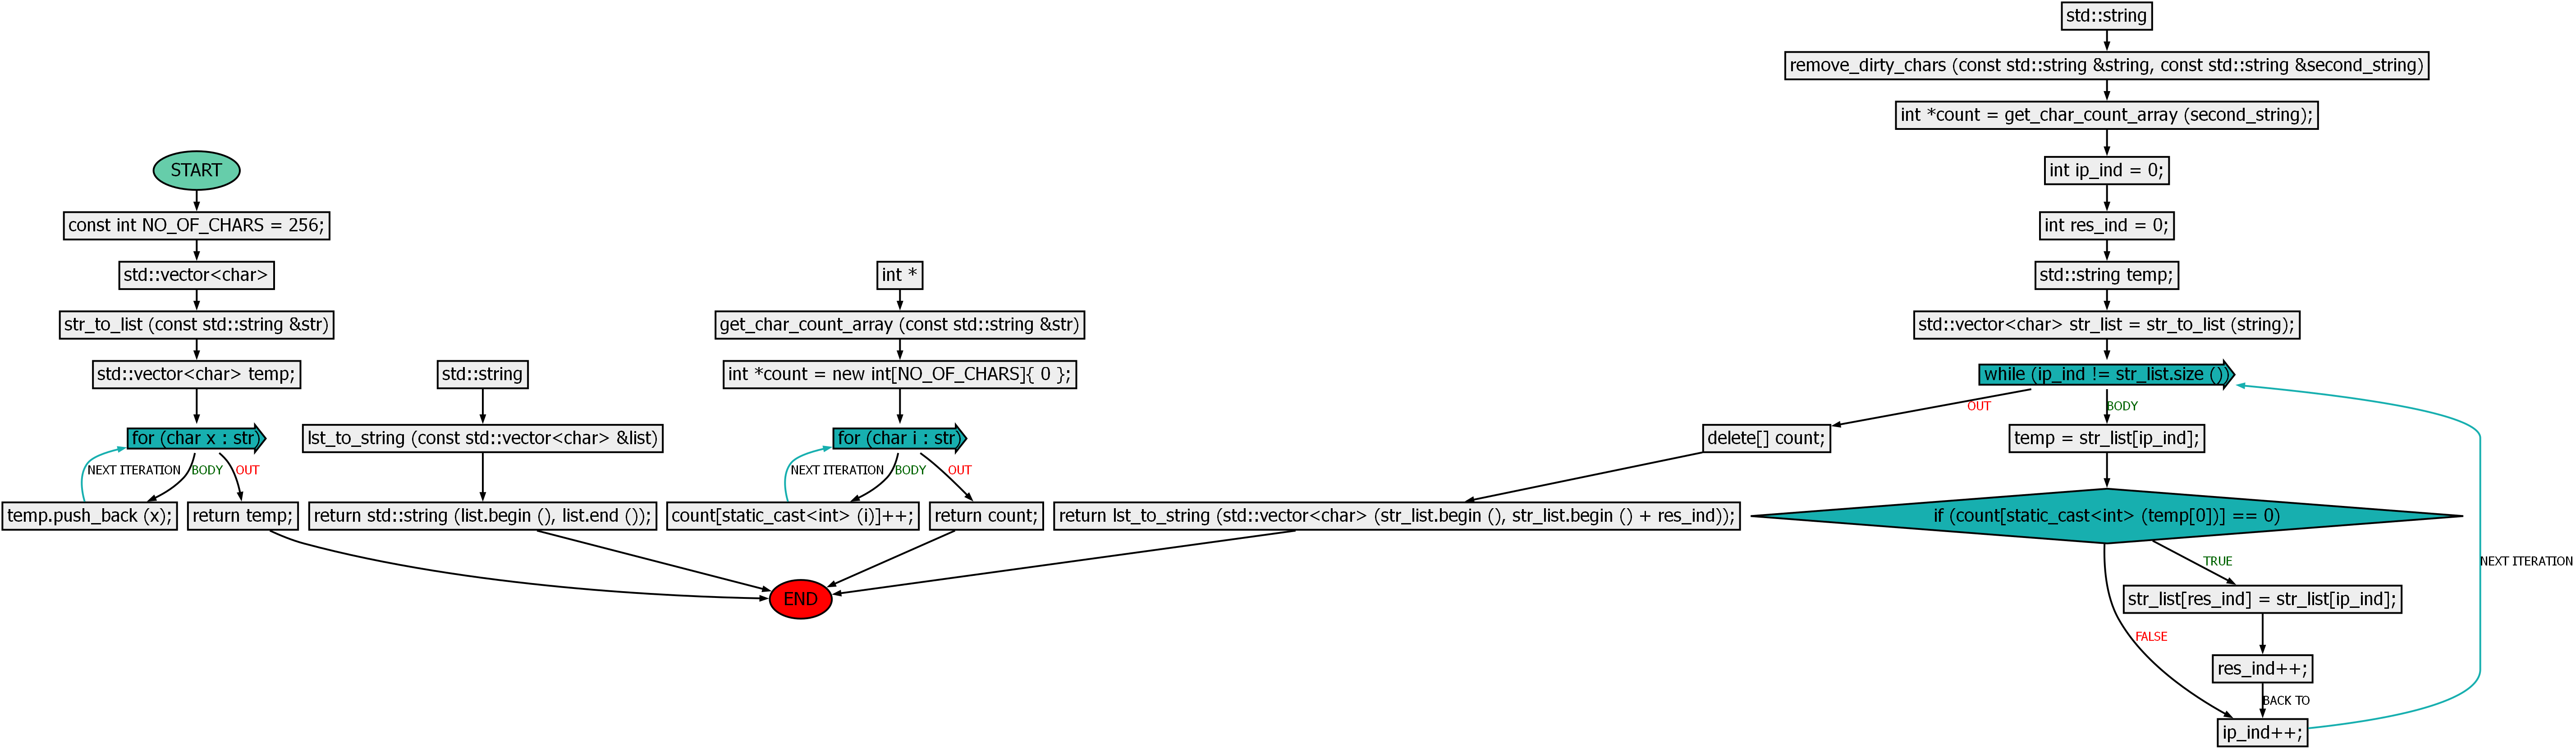 START
const int NO_OF_CHARS = 256;
std::vector<char>
str_to_list (const std::string &str)
std::vector<char> temp;
for (char x : str)
NEXT ITERATION
BODY
OUT
temp.push_back (x);
return temp;
std::string
lst_to_string (const std::vector<char> &list)
return std::string (list.begin (), list.end ());
int *
get_char_count_array (const std::string &str)
int *count = new int[NO_OF_CHARS]{ 0 };
for (char i : str)
NEXT ITERATION
BODY
OUT
count[static_cast<int> (i)]++;
return count;
std::string
remove_dirty_chars (const std::string &string, const std::string &second_string)
int *count = get_char_count_array (second_string);
int ip_ind = 0;
int res_ind = 0;
std::string temp;
std::vector<char> str_list = str_to_list (string);
while (ip_ind != str_list.size ())
OUT
BODY
delete[] count;
temp = str_list[ip_ind];
return lst_to_string (std::vector<char> (str_list.begin (), str_list.begin () + res_ind));
if (count[static_cast<int> (temp[0])] == 0)
TRUE
NEXT ITERATION
str_list[res_ind] = str_list[ip_ind];
FALSE
res_ind++;
BACK TO
ip_ind++;
END